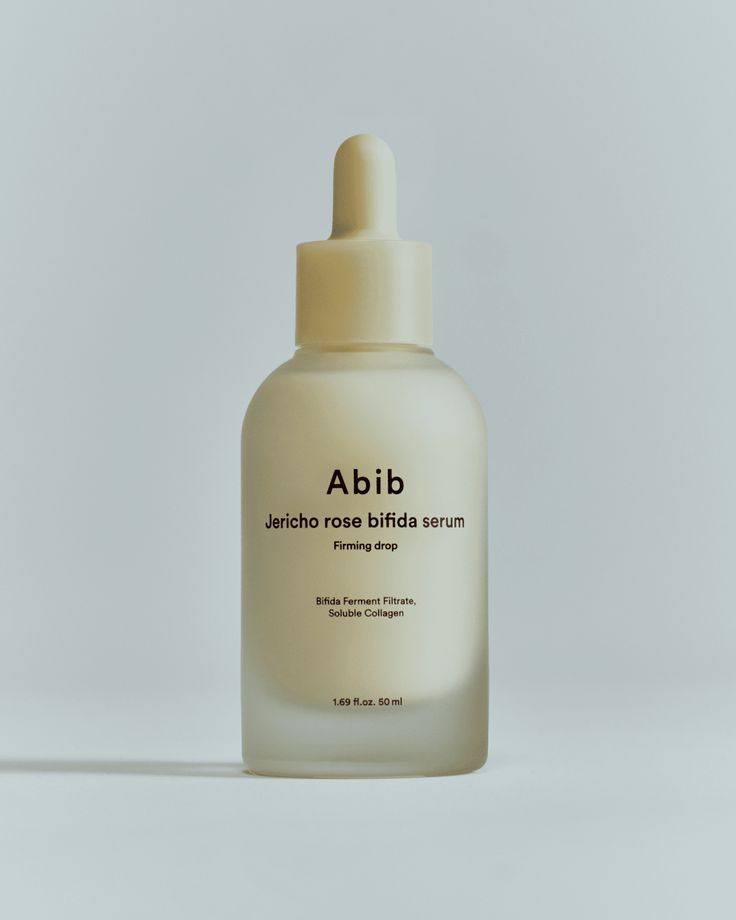 Abib
Jericho rose bifida serum
Firming drop
Bifida Ferment Filtrate,
Soluble Collagen
1.69 fl.oz. 50 ml